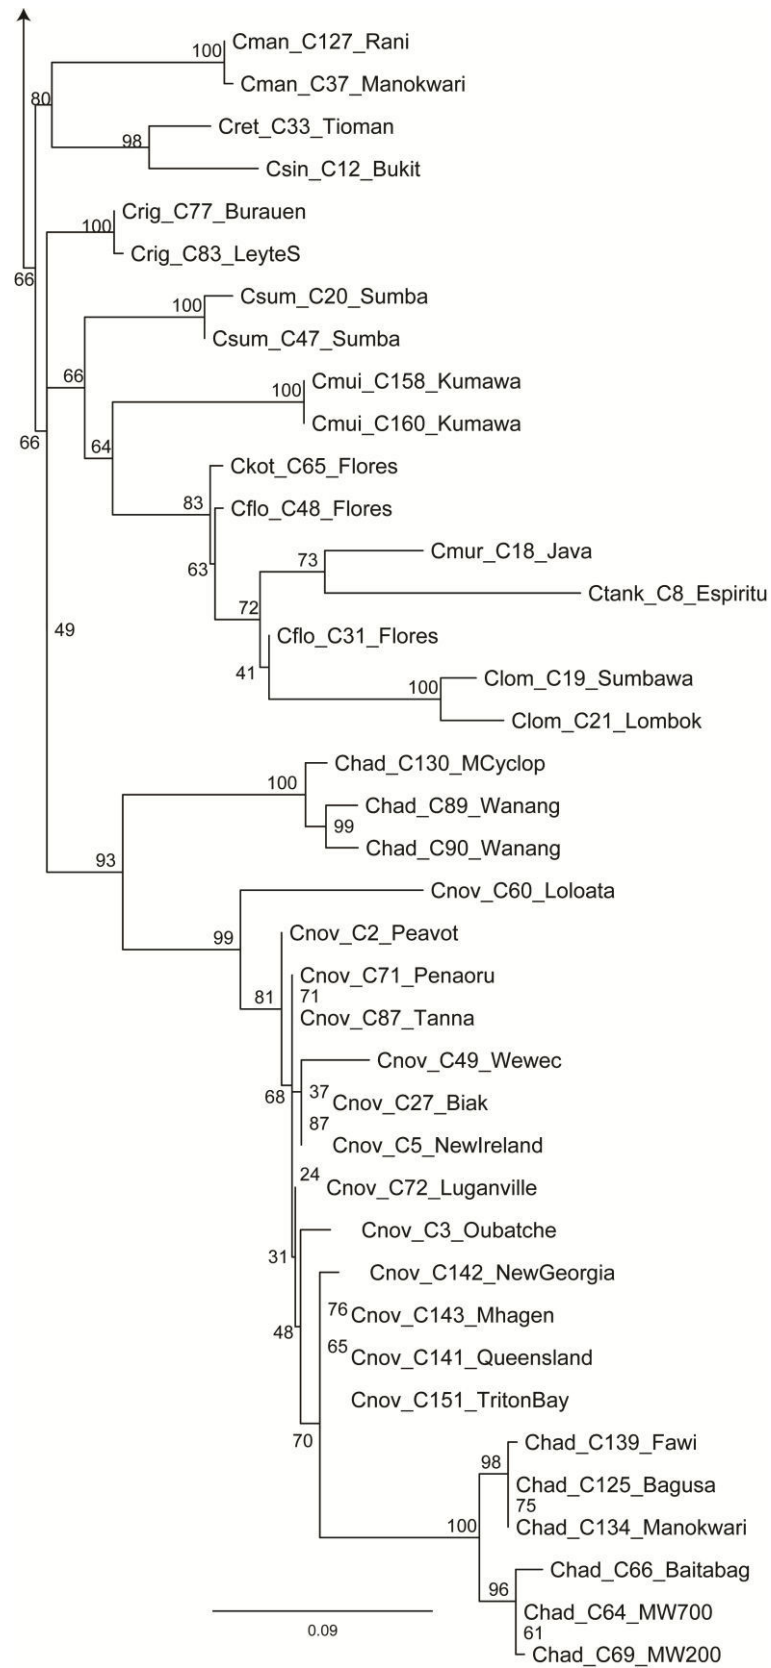 100 Cman_C127_Rani
Cman_C37_Manokwari
80
98 Cret_C33_Tioman
Csin_C12_Bukit
100 Crig_C77_Burauen
Crig_C83_LeyteS
66
100 Csum_C20_Sumba
Csum_C47_Sumba
66
100 Cmui_C158_Kumawa
Cmui_C160_Kumawa
66
64
Ckot_C65_Flores
83
Cflo_C48_Flores
63
73 Cmur_C18_Java
Ctank_C8_Espiritu
72
49
Cflo_C31_Flores
41
100 Clom_C19_Sumbawa
Clom_C21_Lombok
Chad_C130_MCyclop
100
Chad_C89_Wanang
99
Chad_C90_Wanang
93
Cnov_C60_Loloata
99
Cnov_C2_Peavot
Cnov_C71_Penaoru
81 71
Cnov_C87_Tanna
Cnov_C49_Wewec
68 37
Cnov_C27_Biak
87
Cnov_C5_NewIreland
24
Cnov_C72_Luganville
Cnov_C3_Oubatche
31
Cnov_C142_NewGeorgia
76 Cnov_C143_Mhagen
48
65 Cnov_C141_Queensland
Cnov_C151_TritonBay
70
Chad_C139_Fawi
98
Chad_C125_Bagusa
75
100 Chad_C134_Manokwari
Chad_C66_Baitabag
96
Chad_C64_MW700
61
0.09
Chad_C69_MW200